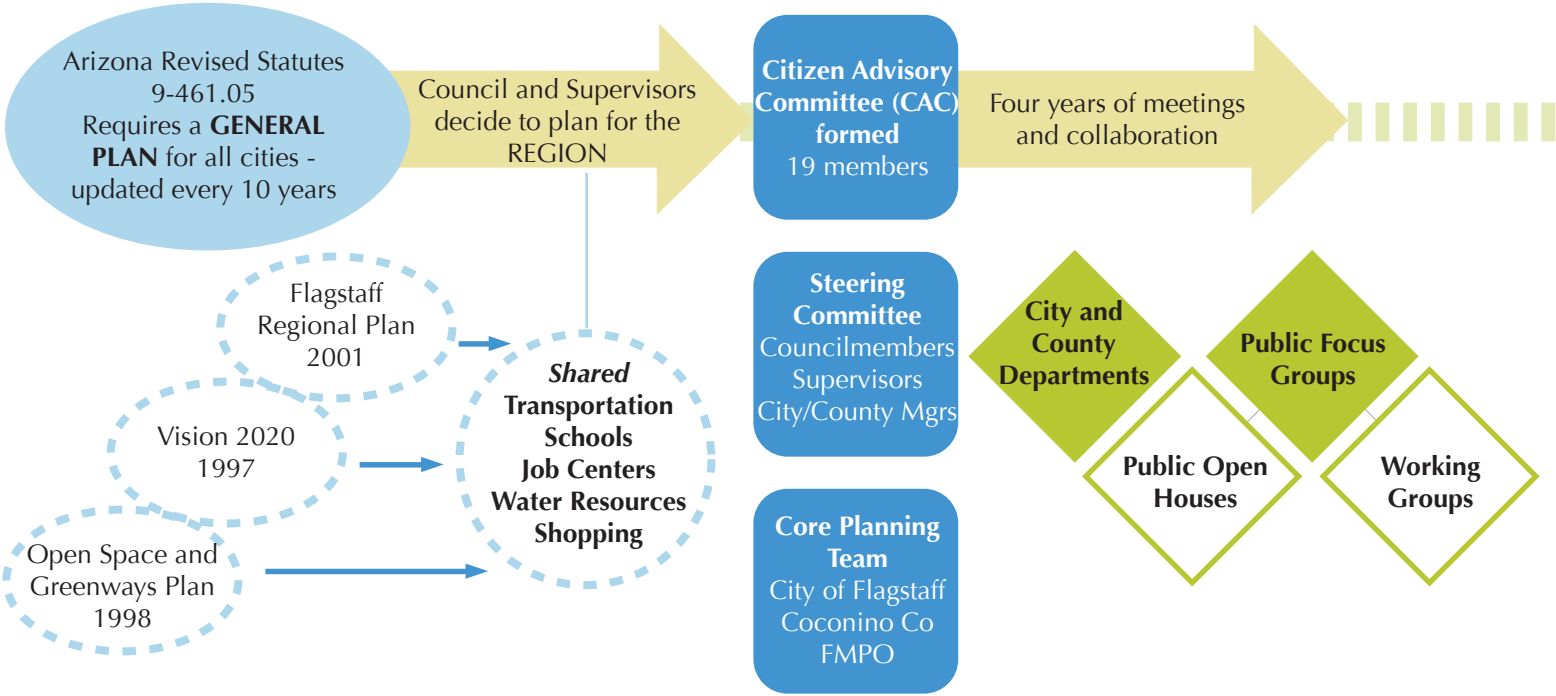 Arizona Revised Statutes
9-461.05
Requires a GENERAL
PLAN for all cities -
updated every 10 years
Council and Supervisors
decide to plan for the
REGION
Citizen Advisory
Committee (CAC)
formed
19 members
Four years of meetings
and collaboration
Flagstaff
Regional Plan
2001
Vision 2020
1997
Open Space and
Greenways Plan
1998
Shared
Transportation
Schools
Job Centers
Water Resources
Shopping
Steering
Committee
Councilmembers
Supervisors
City/County Mgrs
Core Planning
Team
City of Flagstaff
Coconino Co
FMPO
City and
County
Departments
Public Focus
Groups
Public Open
Houses
Working
Groups